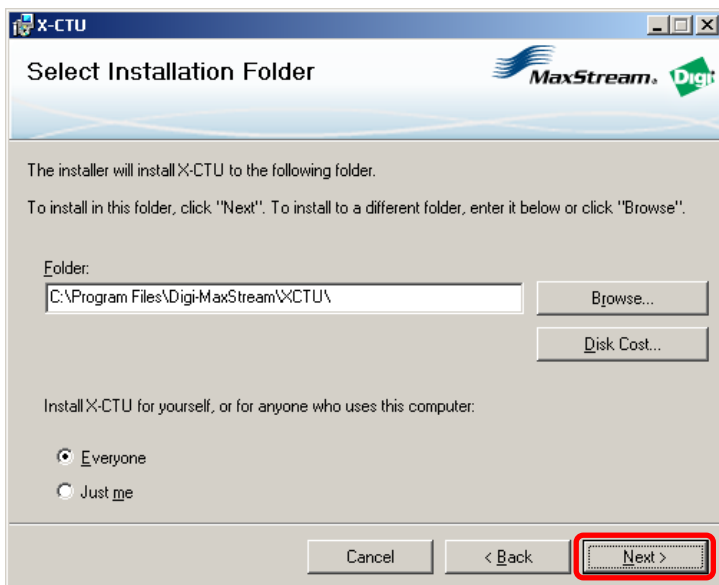 X-CTU
Select Installation Folder
MaxStream. Digi
The installer will install X-CTU to the following folder.
To install in this folder, click "Next". To install to a different folder, enter it below or click "Browse".
Folder:
C:\Program Files\Digi-MaxStream\XCTU\
Browse...
Disk Cost...
Install X-CTU for yourself, or for anyone who uses this computer:
Everyone
Just me
Cancel < Back Next >